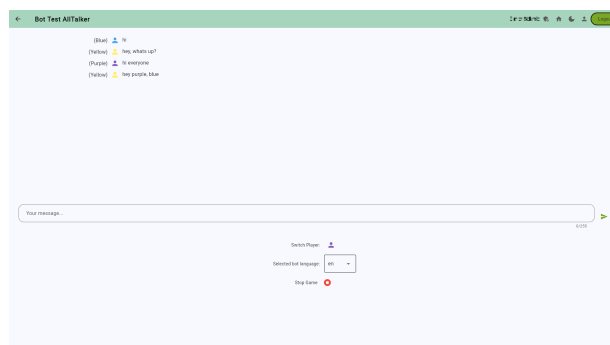 Bot Test AllTalker
(Blue) hi
(Yellow) hey, whats up?
(Purple) hi everyone
(Yellow) hey purple, blue
Your message...
0/255
Switch Player:
Selected bot language: en
Stop Game: